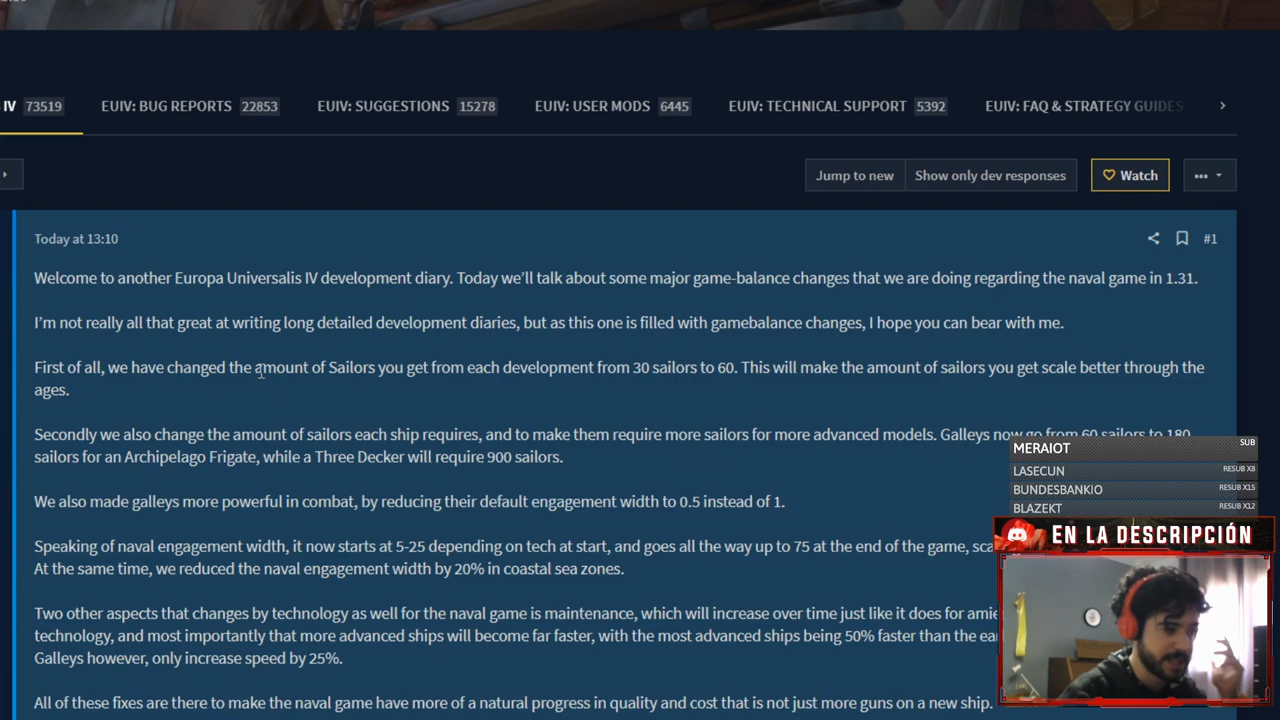 IV 73519 EUIV: BUG REPORTS 22853 EUIV: SUGGESTIONS 15278 EUIV: USER MODS 6445 EUIV: TECHNICAL SUPPORT 5392 EUIV: FAQ & STRATEGY GUIDES
Jump to new Show only dev responses Watch
Today at 13:10 #1
Welcome to another Europa Universalis IV development diary. Today we'll talk about some major game-balance changes that we are doing regarding the naval game in 1.31.
I'm not really all that great at writing long detailed development diaries, but as this one is filled with gamebalance changes, I hope you can bear with me.
First of all, we have changed the amount of Sailors you get from each development from 30 sailors to 60. This will make the amount of sailors you get scale better through the
ages.
Secondly we also change the amount of sailors each ship requires, and to make them require more sailors for more advanced models. Galleys now go from 60 sailors to 180
sailors for an Archipelago Frigate, while a Three Decker will require 900 sailors.
We also made galleys more powerful in combat, by reducing their default engagement width to 0.5 instead of 1.
Speaking of naval engagement width, it now starts at 5-25 depending on tech at start, and goes all the way up to 75 at the end of the game,
At the same time, we reduced the naval engagement width by 20% in coastal sea zones.
Two other aspects that changes by technology as well for the naval game is maintenance, which will increase over time just like it does for
technology, and most importantly that more advanced ships will become far faster, with the most advanced ships being 50% faster than the
Galleys however, only increase speed by 25%.
All of these fixes are there to make the naval game have more of a natural progress in quality and cost that is not just more guns on a new ship.
MERAIOT SUB
LASECUN RESUB X8
BUNDESBANKIO RESUB X15
BLAZEKT RESUB X12
EN LA DESCRIPCIÓN